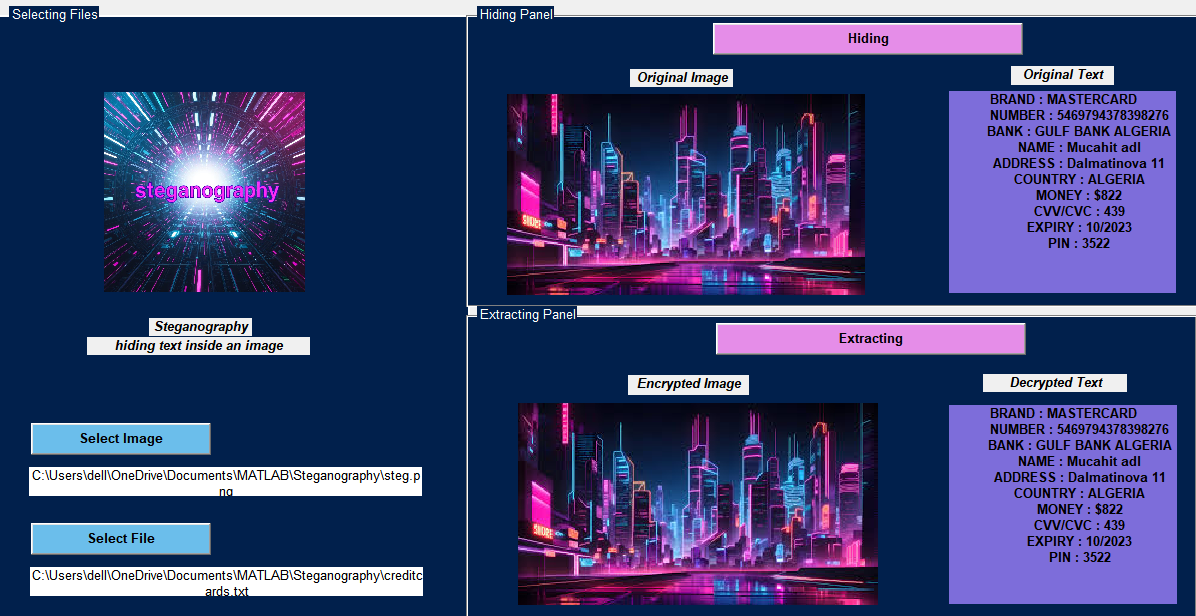 Selecting Files
steganography
Steganography
hiding text inside an image
Select Image
C:\Users\dell\OneDrive\Documents\MATLAB\Steganography\steg.p
ng
Select File
C:\Users\dell\OneDrive\Documents\MATLAB\Steganography\creditc
ards.txt
Hiding Panel
Hiding
Original Image
Original Text
BRAND : MASTERCARD
NUMBER : 5469794378398276
BANK : GULF BANK ALGERIA
NAME : Mucahit adl
ADDRESS : Dalmatinova 11
COUNTRY : ALGERIA
MONEY : $822
CVV/CVC : 439
EXPIRY : 10/2023
PIN : 3522
Extracting Panel
Extracting
Encrypted Image
Decrypted Text
BRAND : MASTERCARD
NUMBER : 5469794378398276
BANK : GULF BANK ALGERIA
NAME : Mucahit adl
ADDRESS : Dalmatinova 11
COUNTRY : ALGERIA
MONEY : $822
CVV/CVC : 439
EXPIRY : 10/2023
PIN : 3522